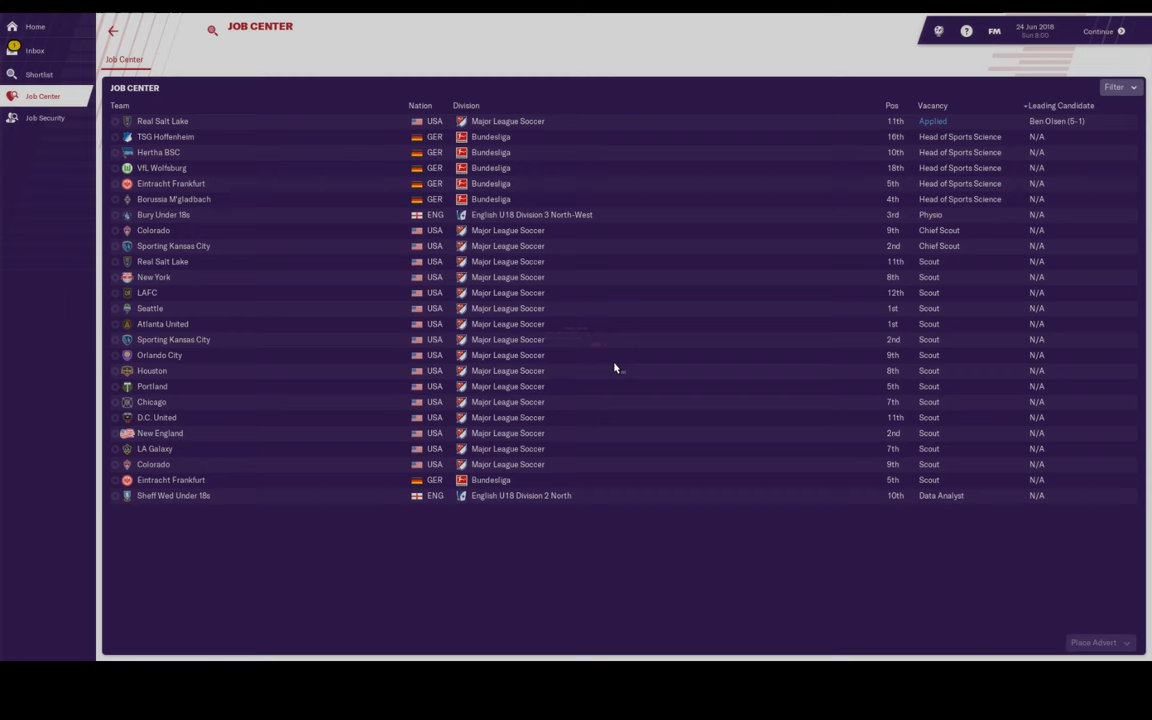 Home
Inbox
1
Shortlist
Job Center
Job Security
JOB CENTER
FM
24 Jun 2018
Sun 8:00
Continue
Job Center
JOB CENTER
Filter
Team Nation Division Pos Vacancy Leading Candidate
Real Salt Lake USA Major League Soccer 11th Applied Ben Olsen (5-1)
TSG Hoffenheim GER Bundesliga 16th Head of Sports Science N/A
Hertha BSC GER Bundesliga 10th Head of Sports Science N/A
VfL Wolfsburg GER Bundesliga 18th Head of Sports Science N/A
Eintracht Frankfurt GER Bundesliga 5th Head of Sports Science N/A
Borussia M'gladbach GER Bundesliga 4th Head of Sports Science N/A
Bury Under 18s ENG English U18 Division 3 North-West 3rd Physio N/A
Colorado USA Major League Soccer 9th Chief Scout N/A
Sporting Kansas City USA Major League Soccer 2nd Chief Scout N/A
Real Salt Lake USA Major League Soccer 11th Scout N/A
New York USA Major League Soccer 8th Scout N/A
LAFC USA Major League Soccer 12th Scout N/A
Seattle USA Major League Soccer 1st Scout N/A
Atlanta United USA Major League Soccer 1st Scout N/A
Sporting Kansas City USA Major League Soccer 2nd Scout N/A
Orlando City USA Major League Soccer 9th Scout N/A
Houston USA Major League Soccer 8th Scout N/A
Portland USA Major League Soccer 5th Scout N/A
Chicago USA Major League Soccer 7th Scout N/A
D.C. United USA Major League Soccer 11th Scout N/A
New England USA Major League Soccer 2nd Scout N/A
LA Galaxy USA Major League Soccer 7th Scout N/A
Colorado USA Major League Soccer 9th Scout N/A
Eintracht Frankfurt GER Bundesliga 5th Scout N/A
Sheff Wed Under 18s ENG English U18 Division 2 North 10th Data Analyst N/A
Place Advert